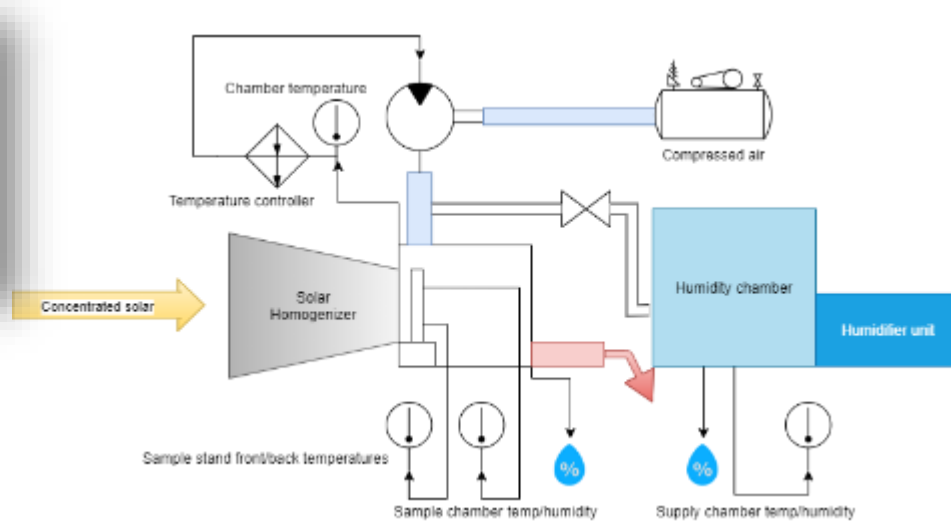 Chamber temperature
Compressed air
Temperature controller
Solar
Homogenizer
Humidity chamber
Concentrated solar
Humidifier unit
Sample stand front/back temperatures
%
%
Sample chamber temp/humidity
Supply chamber temp/humidity